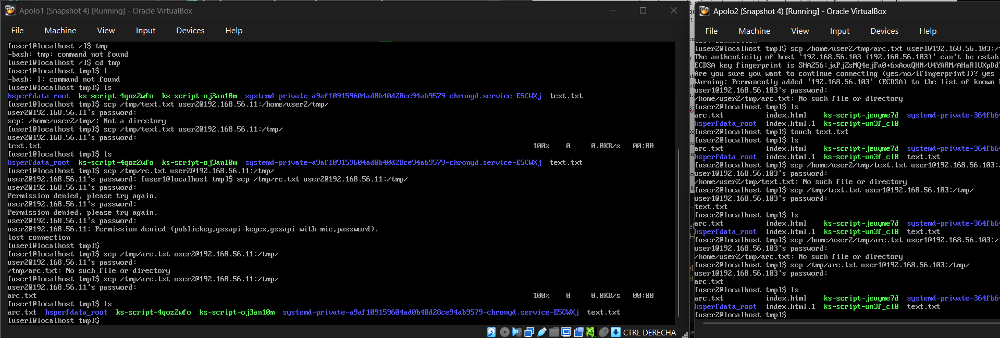 Apolo1 (Snapshot 4) [Running] - Oracle VirtualBox
File Machine View Input Devices Help
[user1@localhost /]$ tmp
-bash: tmp: command not found
[user1@localhost /]$ cd tmp
[user1@localhost tmp]$ l
-bash: l: command not found
[user1@localhost tmp]$ ls
hsperfdata_root ks-script-4qoz2wfo ks-script-oj3an10m systemd-private-a9af109159604ad0b40d28ce94ab9579-chronyd.service-E5CWXj text.txt
[user1@localhost tmp]$ scp /tmp/text.txt user2@192.168.56.11:/home/user2/tmp/
user2@192.168.56.11's password:
scp: /home/user2/tmp/: Not a directory
[user1@localhost tmp]$ scp /tmp/text.txt user2@192.168.56.11:/tmp/
user2@192.168.56.11's password:
text.txt 100% 0 0.0KB/s 00:00
[user1@localhost tmp]$ ls
hsperfdata_root ks-script-4qoz2wfo ks-script-oj3an10m systemd-private-a9af109159604ad0b40d28ce94ab9579-chronyd.service-E5CWXj text.txt
[user1@localhost tmp]$ scp /tmp/rc.txt user2@192.168.56.11:/tmp/
user2@192.168.56.11's password: [user1@localhost tmp]$ scp /tmp/rc.txt user2@192.168.56.11:/tmp/
user2@192.168.56.11's password:
Permission denied, please try again.
user2@192.168.56.11's password:
Permission denied, please try again.
user2@192.168.56.11's password:
user2@192.168.56.11: Permission denied (publickey,gssapi-keyex,gssapi-with-mic,password).
lost connection
[user1@localhost tmp]$
[user1@localhost tmp]$ scp /tmp/arc.txt user2@192.168.56.11:/tmp/
user2@192.168.56.11's password:
/tmp/arc.txt: No such file or directory
[user1@localhost tmp]$ scp /tmp/arc.txt user2@192.168.56.11:/tmp/
user2@192.168.56.11's password:
arc.txt 100% 0 0.0KB/s 00:00
[user1@localhost tmp]$ ls
arc.txt hsperfdata_root ks-script-4qoz2wfo ks-script-oj3an10m systemd-private-a9af109159604ad0b40d28ce94ab9579-chronyd.service-E5CWXj text.txt
[user1@localhost tmp]$
CTRL DERECHA
Apolo2 (Snapshot 4) [Running] - Oracle VirtualBox
File Machine View Input Devices Help
[user2@localhost tmp]$ scp /home/user2/tmp/arc.txt user1@192.168.56.103:/
The authenticity of host '192.168.56.103 (192.168.56.103)' can't be estab
ECDSA key fingerprint is SHA256:jaPjZsMQ4ejFa0+6xAouQHN/U4YARM/AHaRlUXpDd
Are you sure you want to continue connecting (yes/no/[fingerprint])? yes
Warning: Permanently added '192.168.56.103' (ECDSA) to the list of known
user1@192.168.56.103's password:
/home/user2/tmp/arc.txt: No such file or directory
[user2@localhost tmp]$ ls
arc.txt index.html ks-script-jeuyme7d systemd-private-364fb6
hsperfdata_root index.html.1 ks-script-un3f_cl0
[user2@localhost tmp]$ touch text.txt
[user2@localhost tmp]$ ls
arc.txt index.html ks-script-jeuyme7d systemd-private-364fb6
hsperfdata_root index.html.1 ks-script-un3f_cl0 text.txt
[user2@localhost tmp]$ scp /home/user2/tmp/text.txt user1@192.168.56.103:
user1@192.168.56.103's password:
/home/user2/tmp/text.txt: No such file or directory
[user2@localhost tmp]$ scp /tmp/text.txt user1@192.168.56.103:/tmp/
user1@192.168.56.103's password:
text.txt
[user2@localhost tmp]$ ls
arc.txt index.html ks-script-jeuyme7d systemd-private-364fb6
hsperfdata_root index.html.1 ks-script-un3f_cl0 text.txt
[user2@localhost tmp]$ scp /home/user2/tmp/arc.txt user1@192.168.56.103:/
user1@192.168.56.103's password:
/home/user2/tmp/arc.txt: No such file or directory
[user2@localhost tmp]$ scp /tmp/arc.txt user1@192.168.56.103:/tmp/
user1@192.168.56.103's password:
arc.txt
[user2@localhost tmp]$ ls
arc.txt index.html ks-script-jeuyme7d systemd-private-364fb6
hsperfdata_root index.html.1 ks-script-un3f_cl0 text.txt
[user2@localhost tmp]$